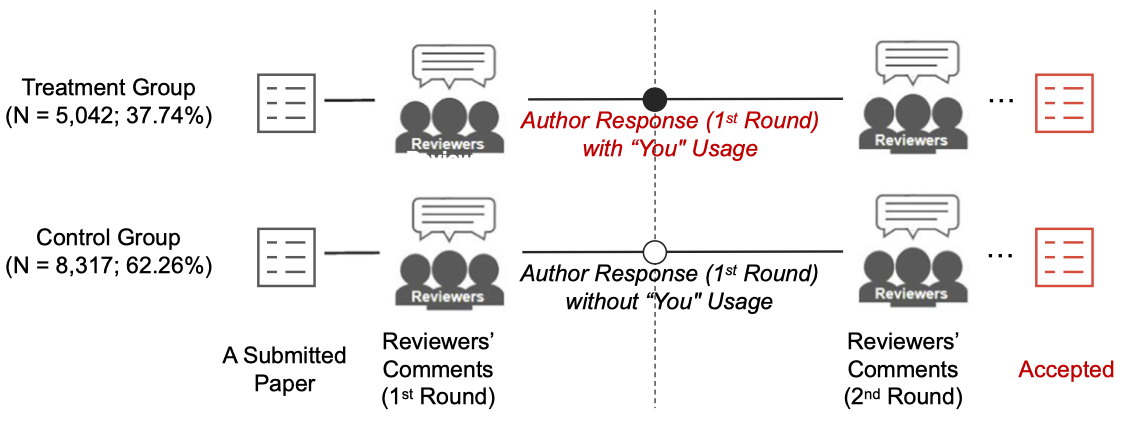 Treatment Group
(N = 5,042; 37.74%)
Reviewers
Author Response (1st Round)
with “You" Usage
Reviewers
...
Control Group
(N = 8,317; 62.26%)
Reviewers
Author Response (1st Round)
without “You" Usage
Reviewers
...
A Submitted
Paper
Reviewers’
Comments
(1st Round)
Reviewers’
Comments
(2nd Round)
Accepted